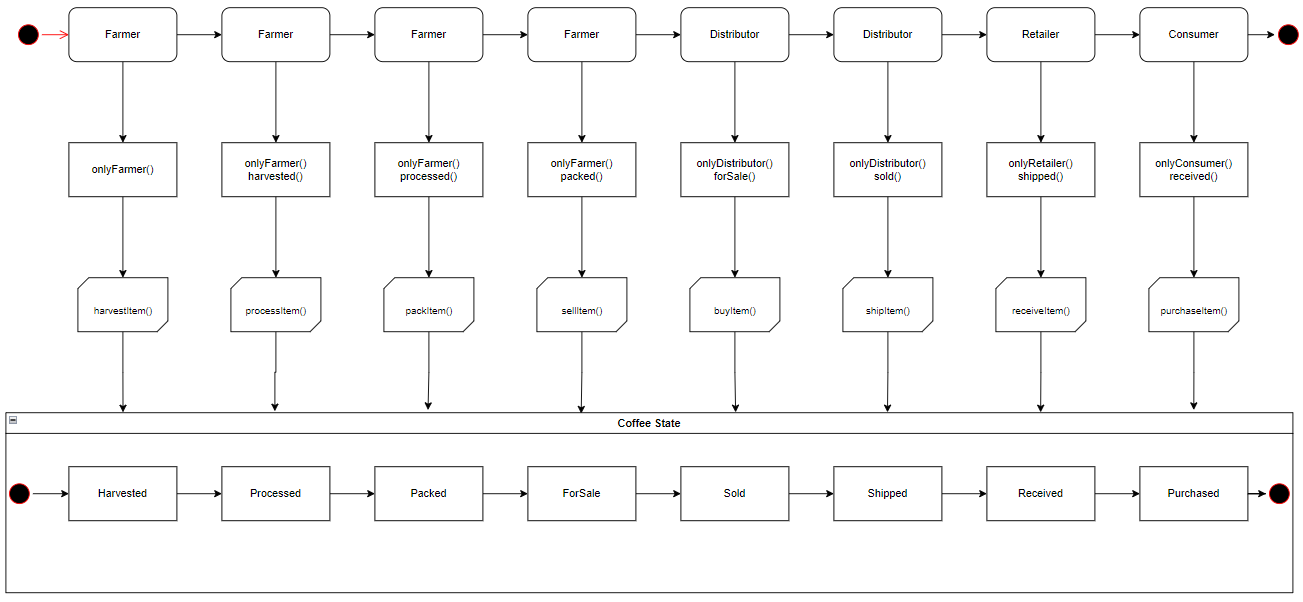 Farmer
Farmer
Farmer
Farmer
Distributor
Distributor
Retailer
Consumer
onlyFarmer()
onlyFarmer()
harvested()
onlyFarmer()
processed()
onlyFarmer()
packed()
onlyDistributor()
forSale()
onlyDistributor()
sold()
onlyRetailer()
shipped()
onlyConsumer()
received()
harvestItem()
processItem()
packItem()
sellItem()
buyItem()
shipItem()
receiveItem()
purchaseItem()
Coffee State
Harvested
Processed
Packed
ForSale
Sold
Shipped
Received
Purchased